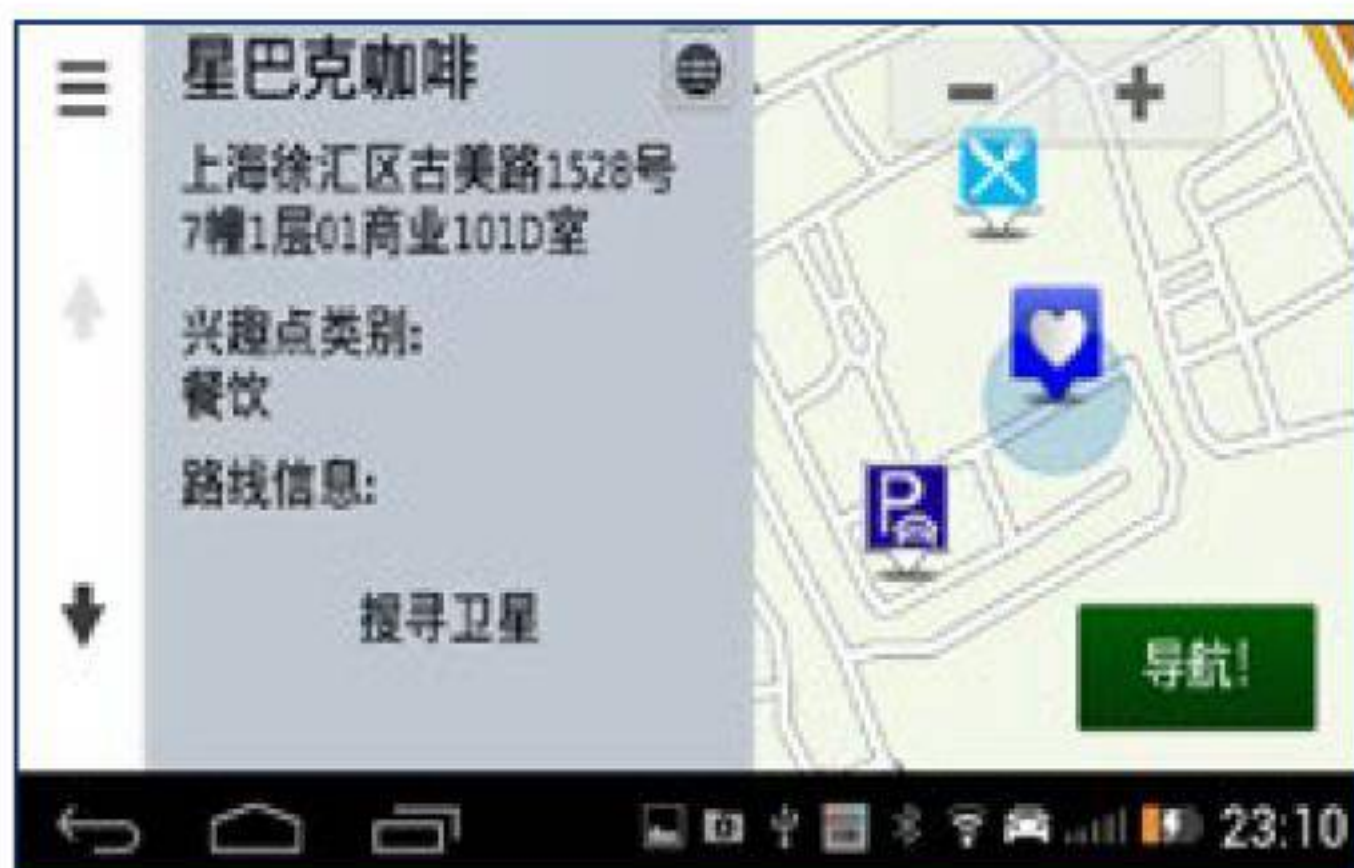 星巴克咖啡
上海徐汇区古美路1528号
7幢1层01商业101D室
兴趣点类别:
餐饮
路线信息:
搜寻卫星
P
导航!
23:10